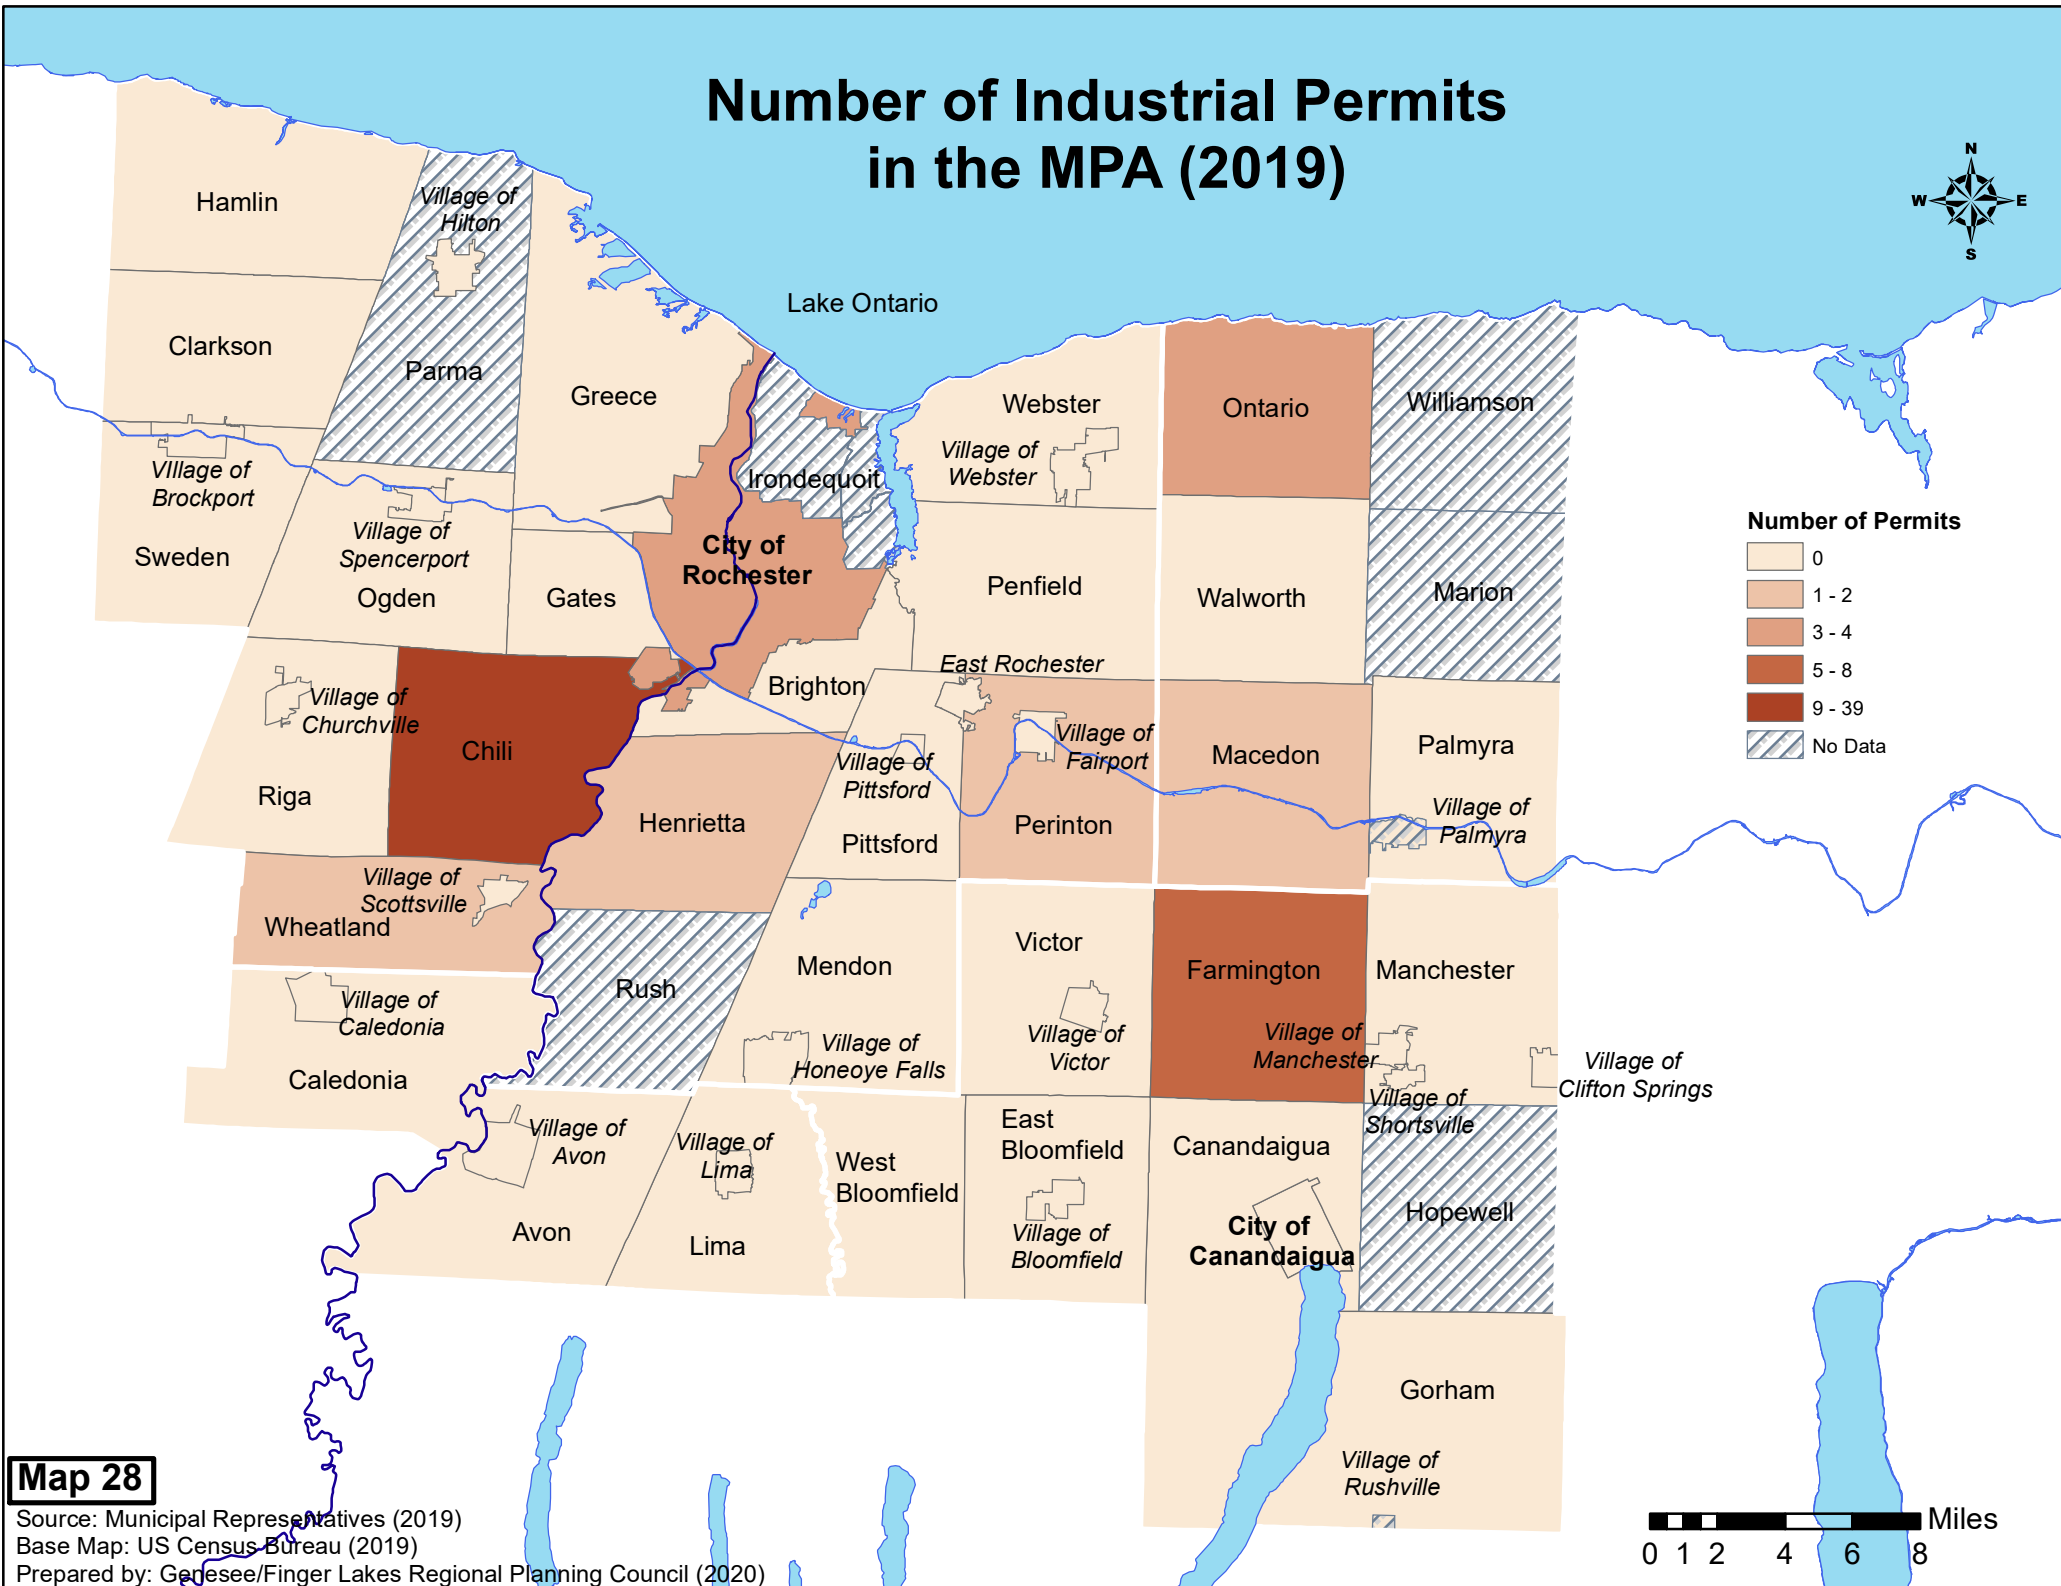 Number of Industrial Permits
in the MPA (2019)
N
W
E
S
Hamlin
Village of
Hilton
Lake Ontario
Clarkson
Parma
Greece
Webster
Ontario
Williamson
Village of
Webster
VIllage of
Brockport
Irondequoit
Village of
Spencerport
Sweden
Ogden
Gates
City of
Rochester
Penfield
Walworth
Marion
Number of Permits
0
1 - 2
3 - 4
5 - 8
9 - 39
No Data
East Rochester
Brighton
Village of
Churchville
Chili
Riga
Village of
Pittsford
Village of
Fairport
Macedon
Palmyra
Henrietta
Pittsford
Perinton
Village of
Palmyra
Village of
Scottsville
Wheatland
Rush
Mendon
Victor
Farmington
Manchester
Village of
Caledonia
Caledonia
Village of
Honeoye Falls
Village of
Victor
Village of
Manchester
Village of
Shortsville
Village of
Clifton Springs
Village of
Avon
Village of
Lima
West
Bloomfield
East
Bloomfield
Canandaigua
Hopewell
Avon
Lima
Village of
Bloomfield
City of
Canandaigua
Gorham
Village of
Rushville
Map 28
Source: Municipal Representatives (2019)
Base Map: US Census Bureau (2019)
Prepared by: Genesee/Finger Lakes Regional Planning Council (2020)
Miles
0 1 2 4 6 8